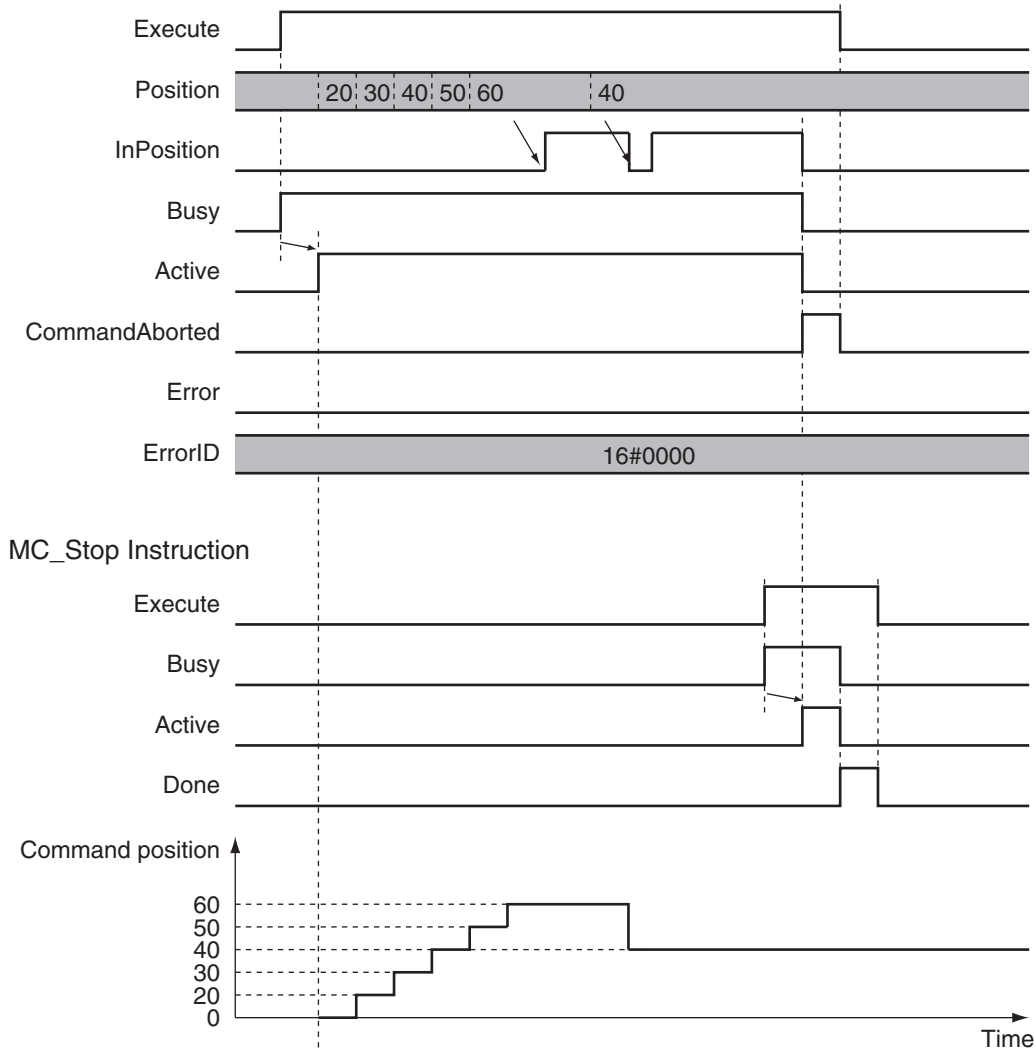 Execute
Position
20 30 40 50 60 40
InPosition
Busy
Active
CommandAborted
Error
ErrorID
16#0000
MC_Stop Instruction
Execute
Busy
Active
Done
Command position
60
50
40
30
20
0
Time